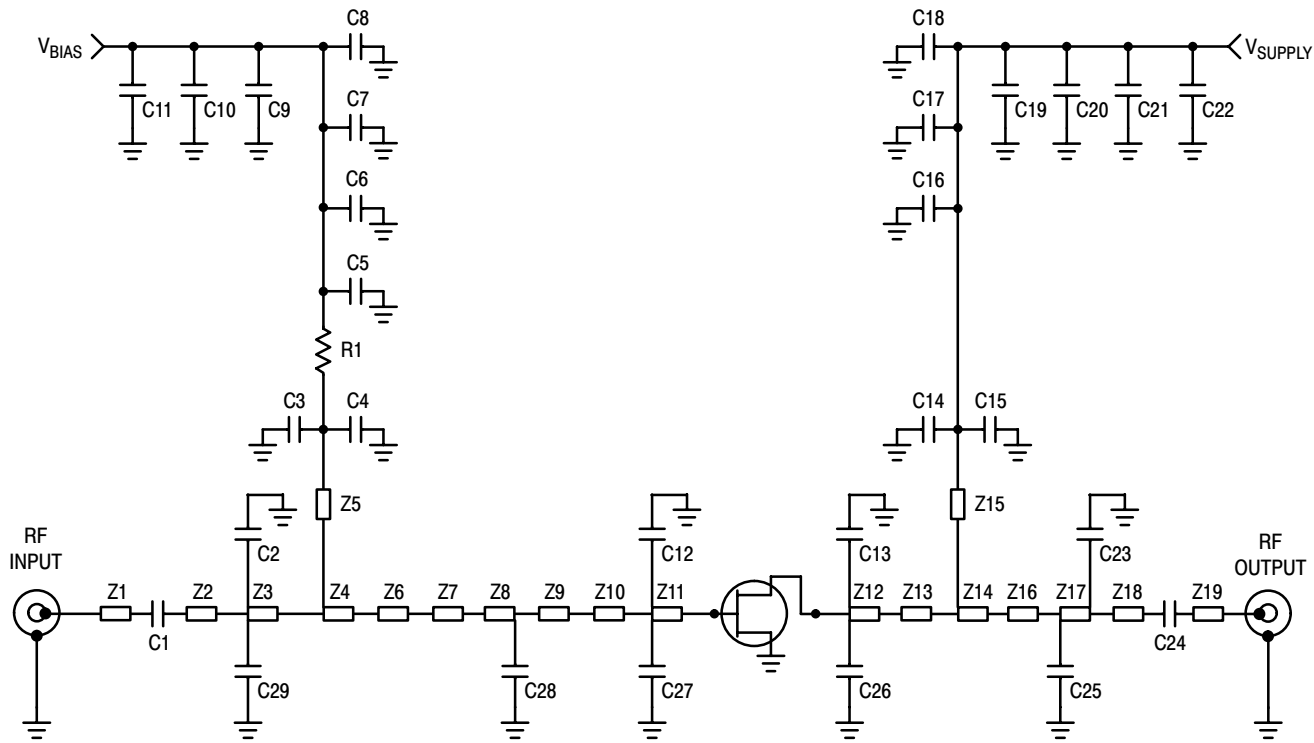 C8
C18
VBIAS
VSUPPLY
C11
C10
C9
C7
C17
C19
C20
C21
C22
C6
C16
C5
R1
C3
C4
C14
C15
Z5
Z15
RF
INPUT
C2
C12
C13
C23
RF
OUTPUT
Z1
Z2
Z3
Z4
Z6
Z7
Z8
Z9
Z10
Z11
Z12
Z13
Z14
Z16
Z17
Z18
Z19
C1
C24
C29
C28
C27
C26
C25